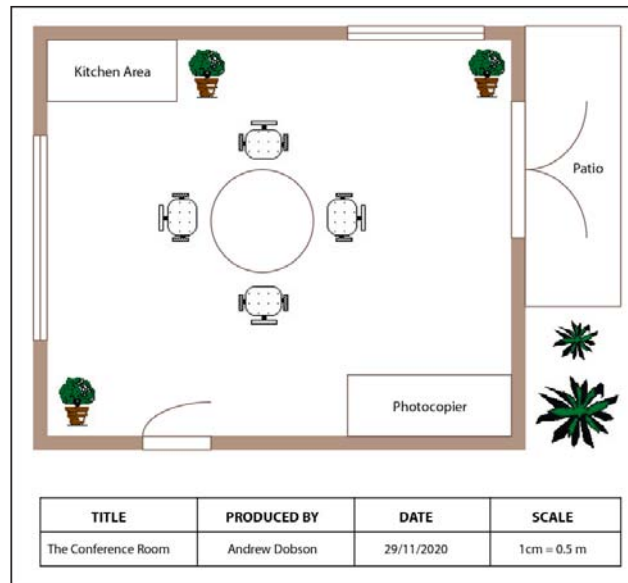 Kitchen Area
Patio
Photocopier
TITLE PRODUCED BY DATE SCALE
The Conference Room Andrew Dobson 29/11/2020 1cm = 0.5 m